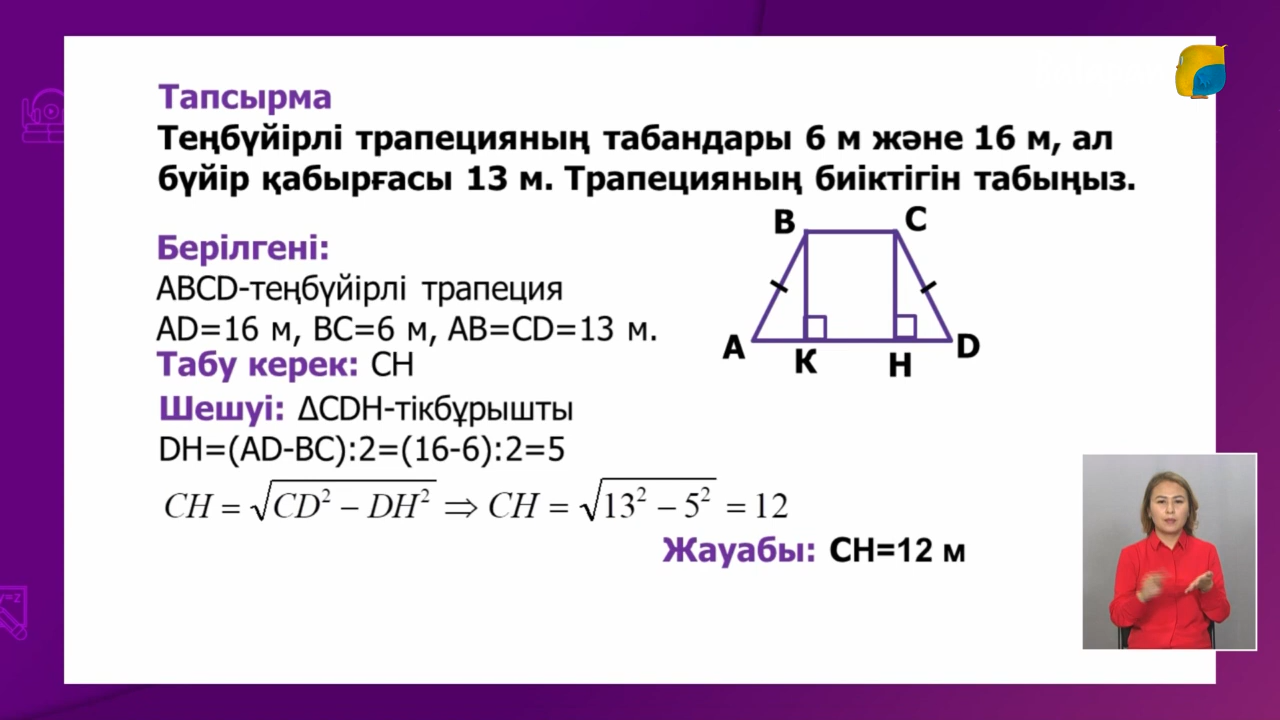 Тапсырма
Теңбүйірлі трапецияның табандары 6 м және 16 м, ал
бүйір қабырғасы 13 м. Трапецияның биіктігін табыңыз.
Берілгені:
ABCD-теңбүйірлі трапеция
AD=16 м, BC=6 м, AB=CD=13 м.
Табу керек: CH
Шешуі: ΔCDH-тікбұрышты
DH=(AD-BC):2=(16-6):2=5
CH = √(CD² − DH²) ⇒ CH = √(13² − 5²) = 12
Жауабы: CH=12 м
B C
A K H D
y=z